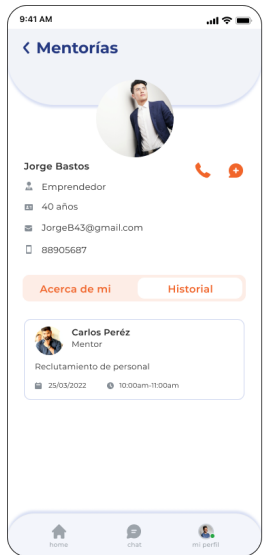 9:41 AM
Mentorías
Jorge Bastos
Emprendedor
40 años
JorgeB43@gmail.com
88905687
Acerca de mi
Historial
Carlos Peréz
Mentor
Reclutamiento de personal
25/03/2022
10:00am-11:00am
home
chat
mi perfil